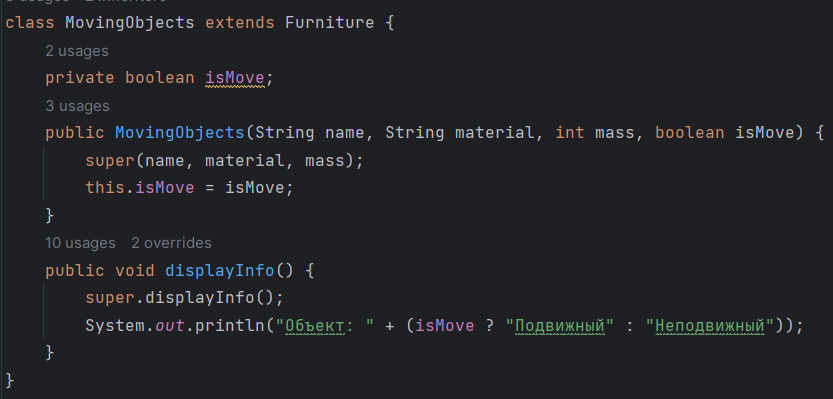 class MovingObjects extends Furniture {
2 usages
private boolean isMove;
3 usages
public MovingObjects(String name, String material, int mass, boolean isMove) {
super(name, material, mass);
this.isMove = isMove;
}
10 usages 2 overrides
public void displayInfo() {
super.displayInfo();
System.out.println("Объект: " + (isMove ? "Подвижный" : "Неподвижный"));
}
}